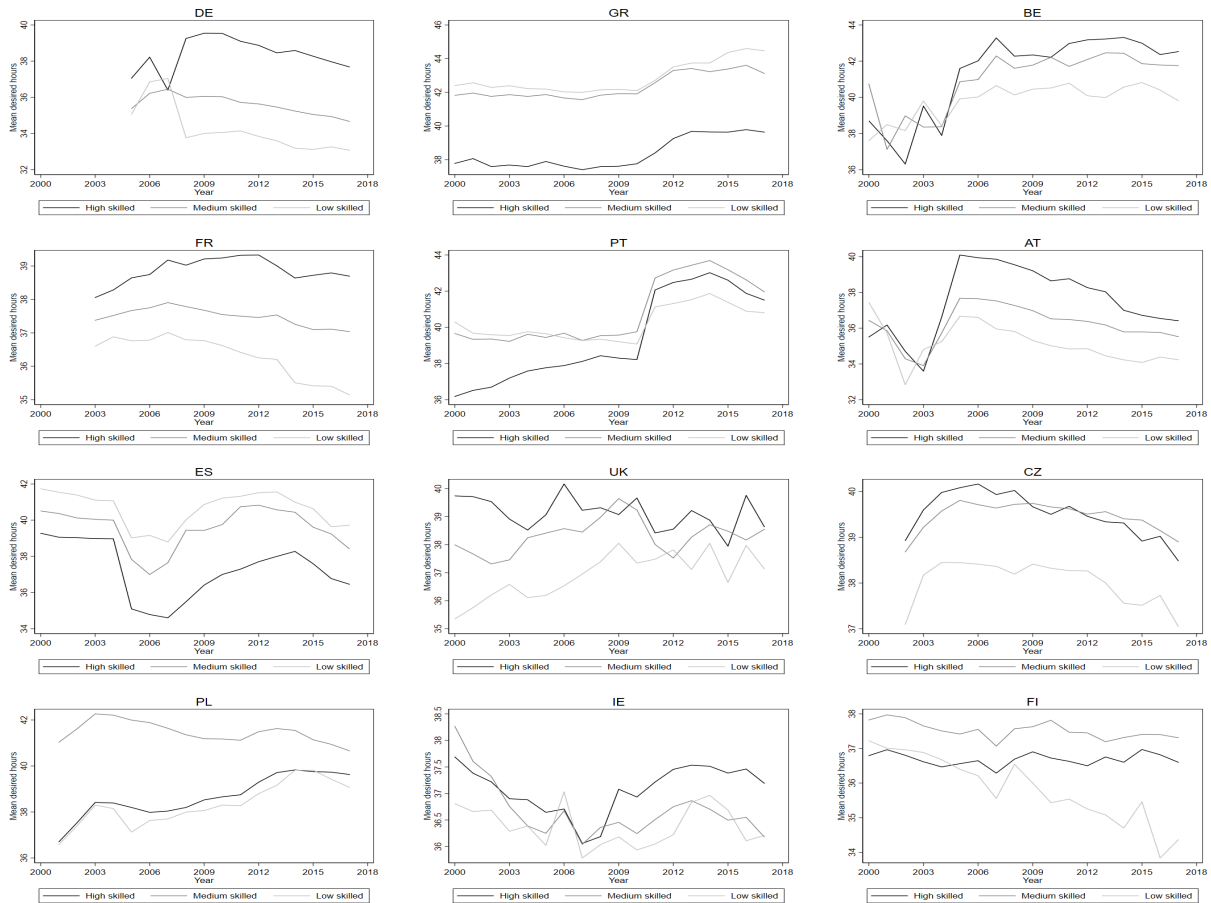 DE
Mean desired hours
40
38
36
34
32
2000 2003 2006 2009 2012 2015 2018
Year
High skilled Medium skilled Low skilled
GR
Mean desired hours
46
44
42
40
38
2000 2003 2006 2009 2012 2015 2018
Year
High skilled Medium skilled Low skilled
BE
Mean desired hours
44
42
40
38
36
2000 2003 2006 2009 2012 2015 2018
Year
High skilled Medium skilled Low skilled
FR
Mean desired hours
39
38
37
36
35
2000 2003 2006 2009 2012 2015 2018
Year
High skilled Medium skilled Low skilled
PT
Mean desired hours
44
42
40
38
36
2000 2003 2006 2009 2012 2015 2018
Year
High skilled Medium skilled Low skilled
AT
Mean desired hours
40
38
36
34
32
2000 2003 2006 2009 2012 2015 2018
Year
High skilled Medium skilled Low skilled
ES
Mean desired hours
42
40
38
36
34
2000 2003 2006 2009 2012 2015 2018
Year
High skilled Medium skilled Low skilled
UK
Mean desired hours
40
39
38
37
36
35
2000 2003 2006 2009 2012 2015 2018
Year
High skilled Medium skilled Low skilled
CZ
Mean desired hours
40
39
38
37
2000 2003 2006 2009 2012 2015 2018
Year
High skilled Medium skilled Low skilled
PL
Mean desired hours
42
40
38
36
2000 2003 2006 2009 2012 2015 2018
Year
High skilled Medium skilled Low skilled
IE
Mean desired hours
38.5
38
37.5
37
36.5
36
2000 2003 2006 2009 2012 2015 2018
Year
High skilled Medium skilled Low skilled
FI
Mean desired hours
38
37
36
35
34
2000 2003 2006 2009 2012 2015 2018
Year
High skilled Medium skilled Low skilled